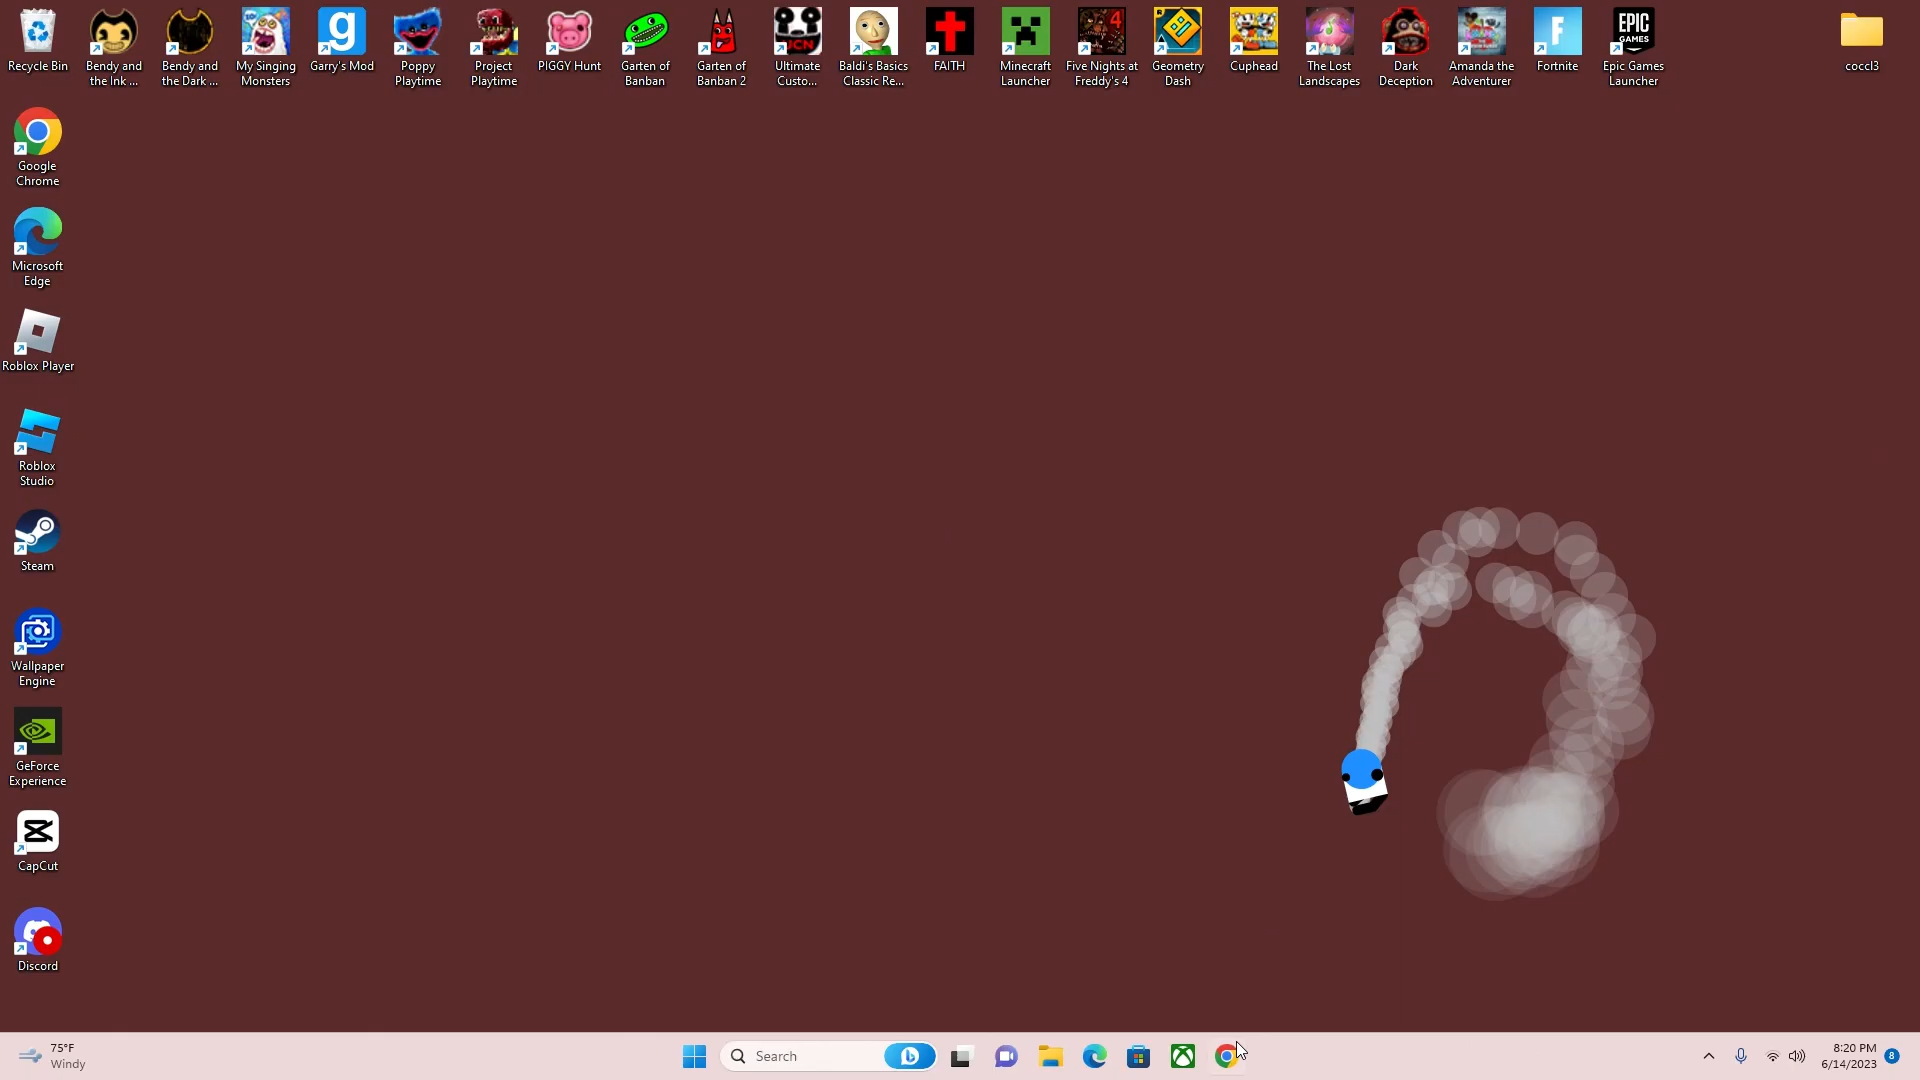 Recycle Bin
Bendy and
the Ink ...
Bendy and
the Dark ...
My Singing
Monsters
Garry's Mod
Poppy
Playtime
Project
Playtime
PIGGY Hunt
Garten of
Banban
Garten of
Banban 2
UCN
Ultimate
Custo...
Baldi's Basics
Classic Re...
FAITH
Minecraft
Launcher
4
Five Nights at
Freddy's 4
Geometry
Dash
Cuphead
The Lost
Landscapes
Dark
Deception
Amanda the
Adventurer
Fortnite
EPIC
GAMES
Epic Games
Launcher
coccl3
Google
Chrome
Microsoft
Edge
Roblox Player
Roblox
Studio
Steam
Wallpaper
Engine
GeForce
Experience
CapCut
Discord
75°F
Windy
Search
8:20 PM
6/14/2023
8